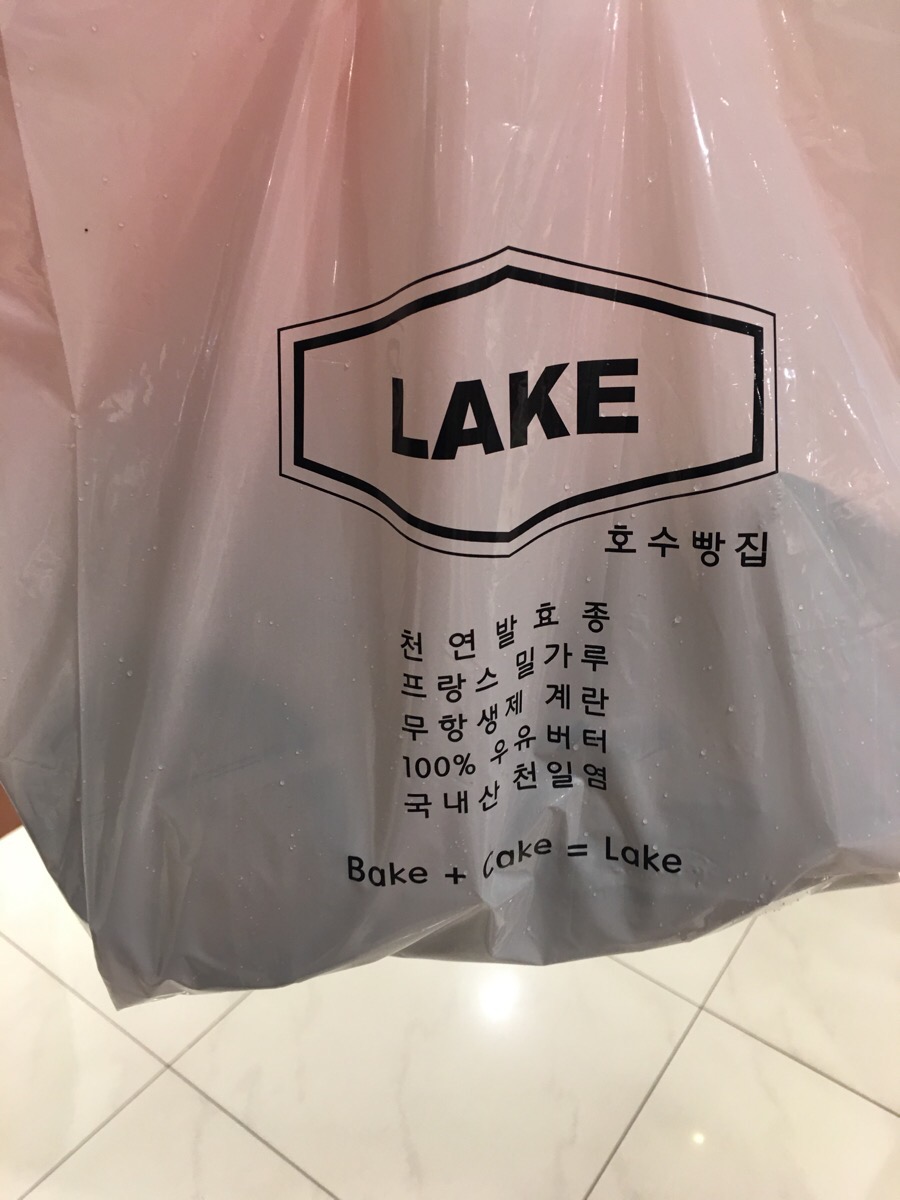 LAKE
호수빵집
천연발효종
프랑스 밀가루
무항생제 계란
100% 우유버터
국내산 천일염
Bake + Cake = Lake